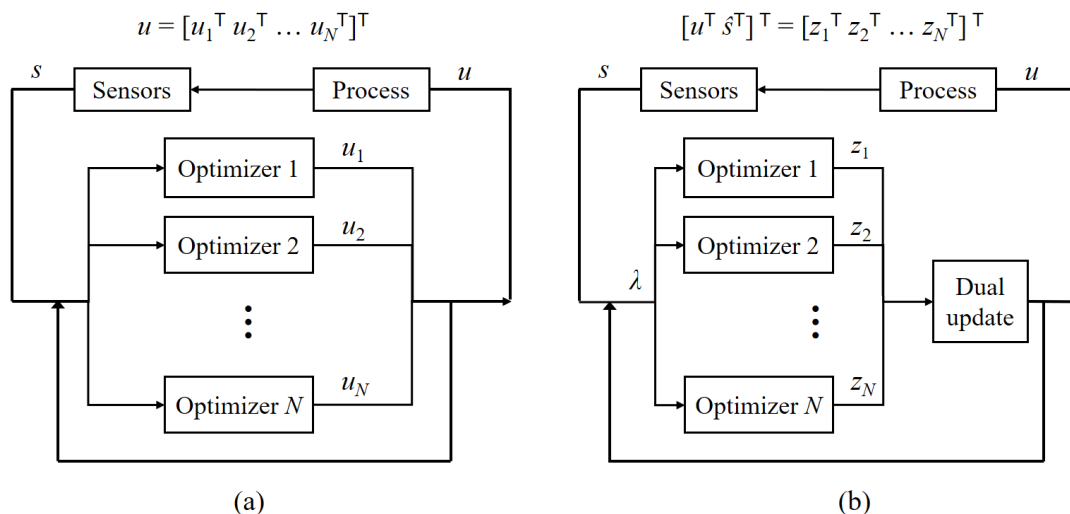 u = [u₁ᵀ u₂ᵀ … u_Nᵀ]ᵀ
s
Sensors
Process
u
Optimizer 1
u₁
Optimizer 2
u₂
⋮
Optimizer N
u_N
(a)
[uᵀ ŝᵀ]ᵀ = [z₁ᵀ z₂ᵀ … z_Nᵀ]ᵀ
s
Sensors
Process
u
Optimizer 1
z₁
Optimizer 2
z₂
λ
Dual
update
⋮
Optimizer N
z_N
(b)